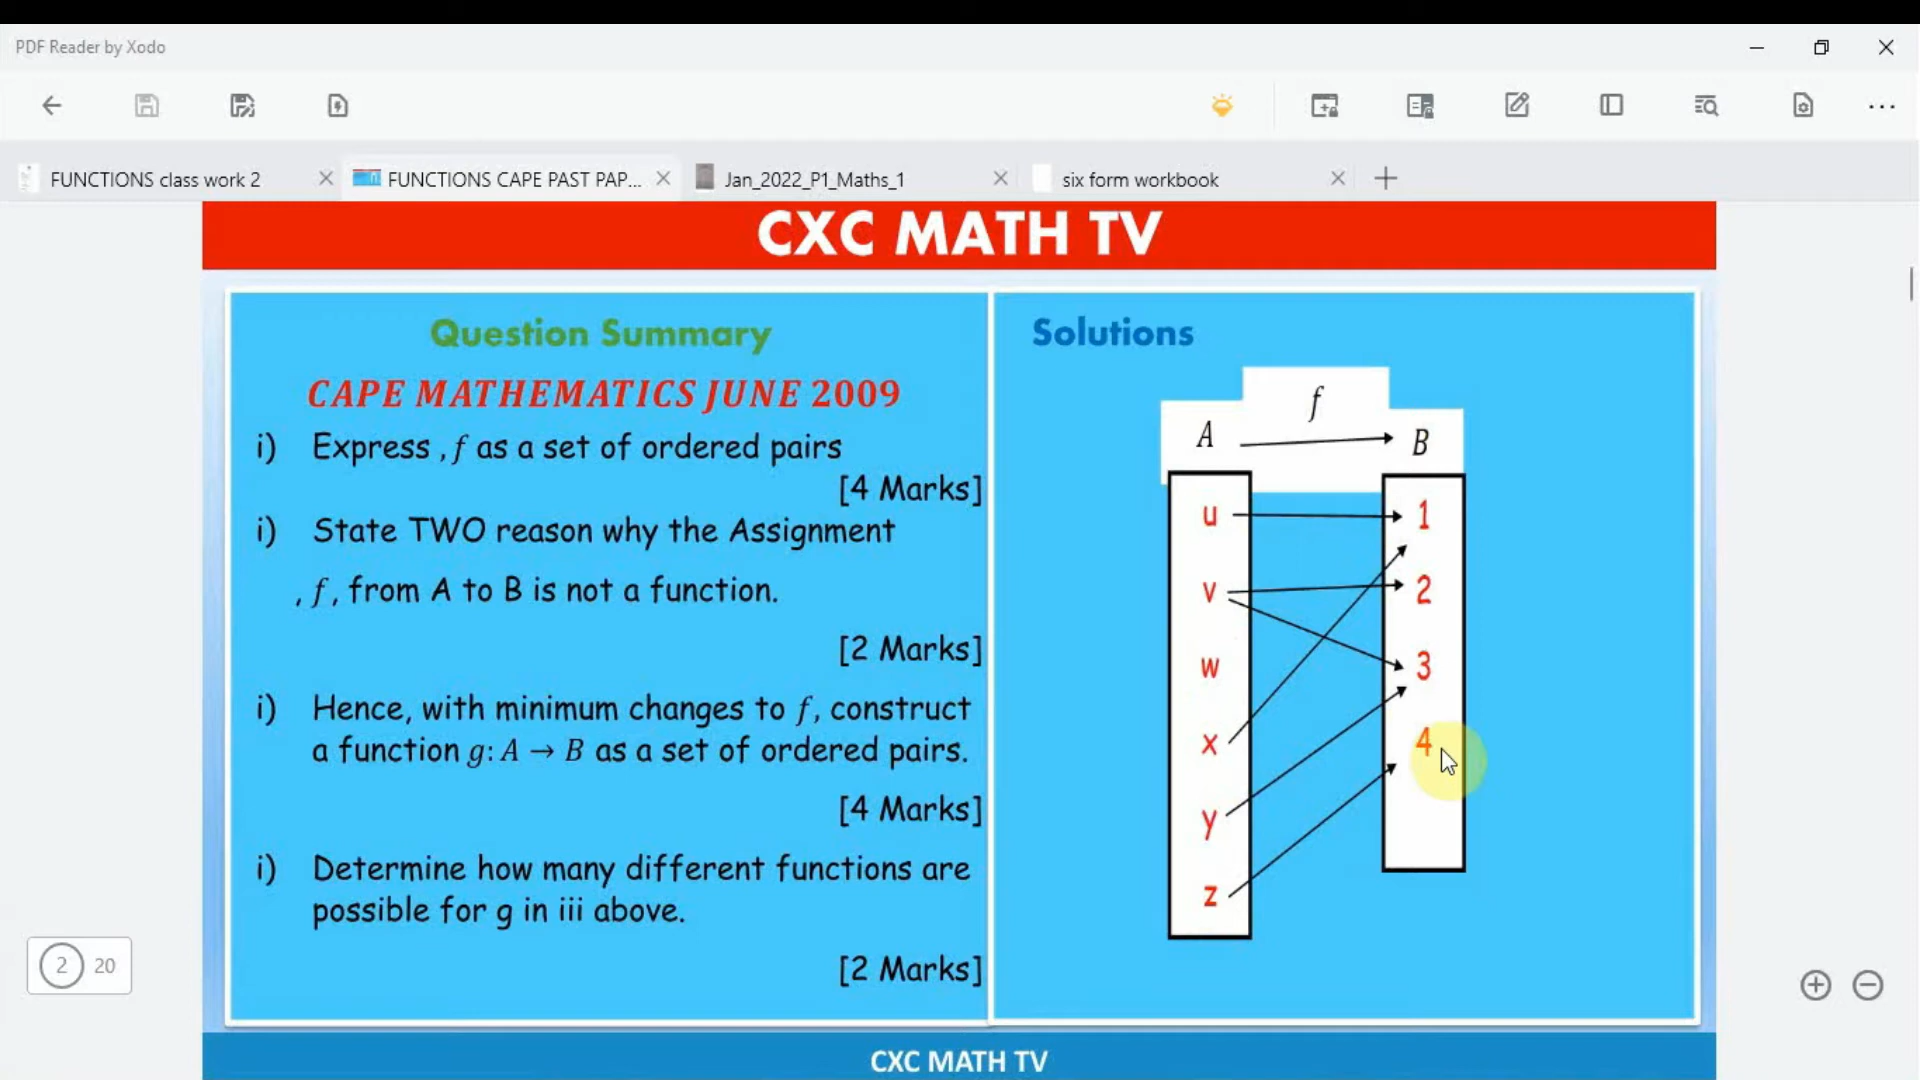 PDF Reader by Xodo
FUNCTIONS class work 2
FUNCTIONS CAPE PAST PAP...
Jan_2022_P1_Maths_1
six form workbook
CXC MATH TV
Question Summary
CAPE MATHEMATICS JUNE 2009
i) Express , f as a set of ordered pairs
[4 Marks]
i) State TWO reason why the Assignment
, f, from A to B is not a function.
[2 Marks]
i) Hence, with minimum changes to f, construct
a function g: A → B as a set of ordered pairs.
[4 Marks]
i) Determine how many different functions are
possible for g in iii above.
[2 Marks]
Solutions
f
A B
u 1
v 2
w 3
x 4
y
z
2 20
CXC MATH TV